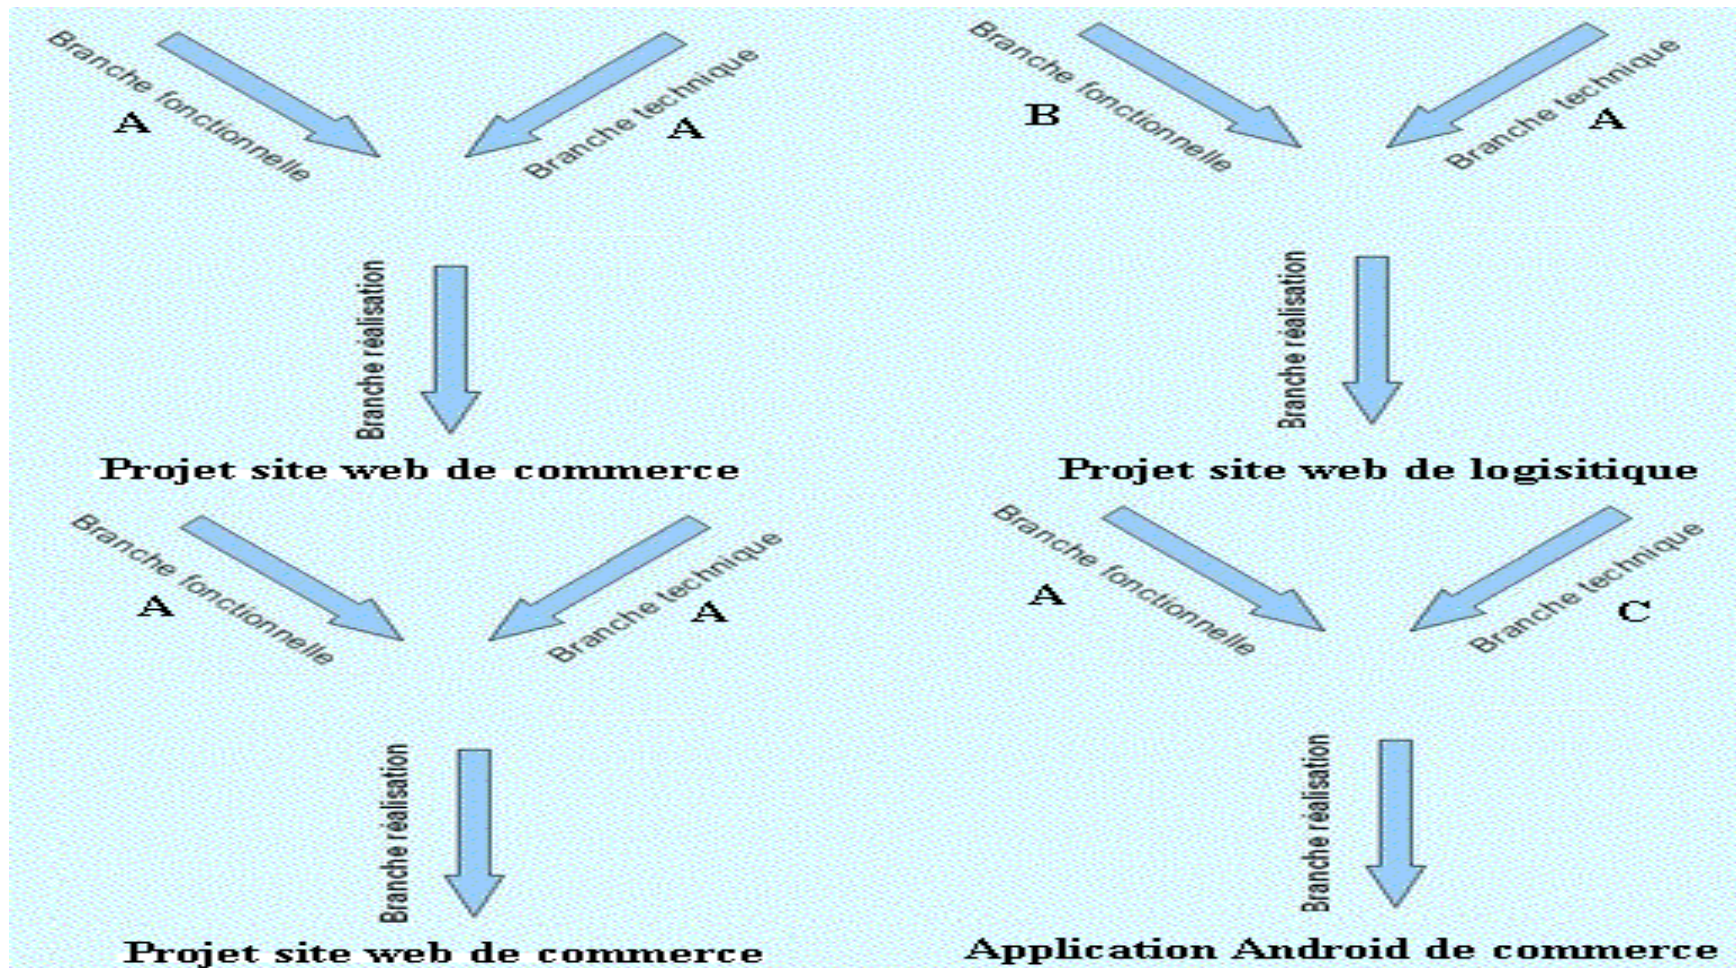 Branche fonctionnelle
A
Branche technique
A
Branche réalisation
Projet site web de commerce
Branche fonctionnelle
B
Branche technique
A
Branche réalisation
Projet site web de logisitique
Branche fonctionnelle
A
Branche technique
A
Branche réalisation
Projet site web de commerce
Branche fonctionnelle
A
Branche technique
C
Branche réalisation
Application Android de commerce